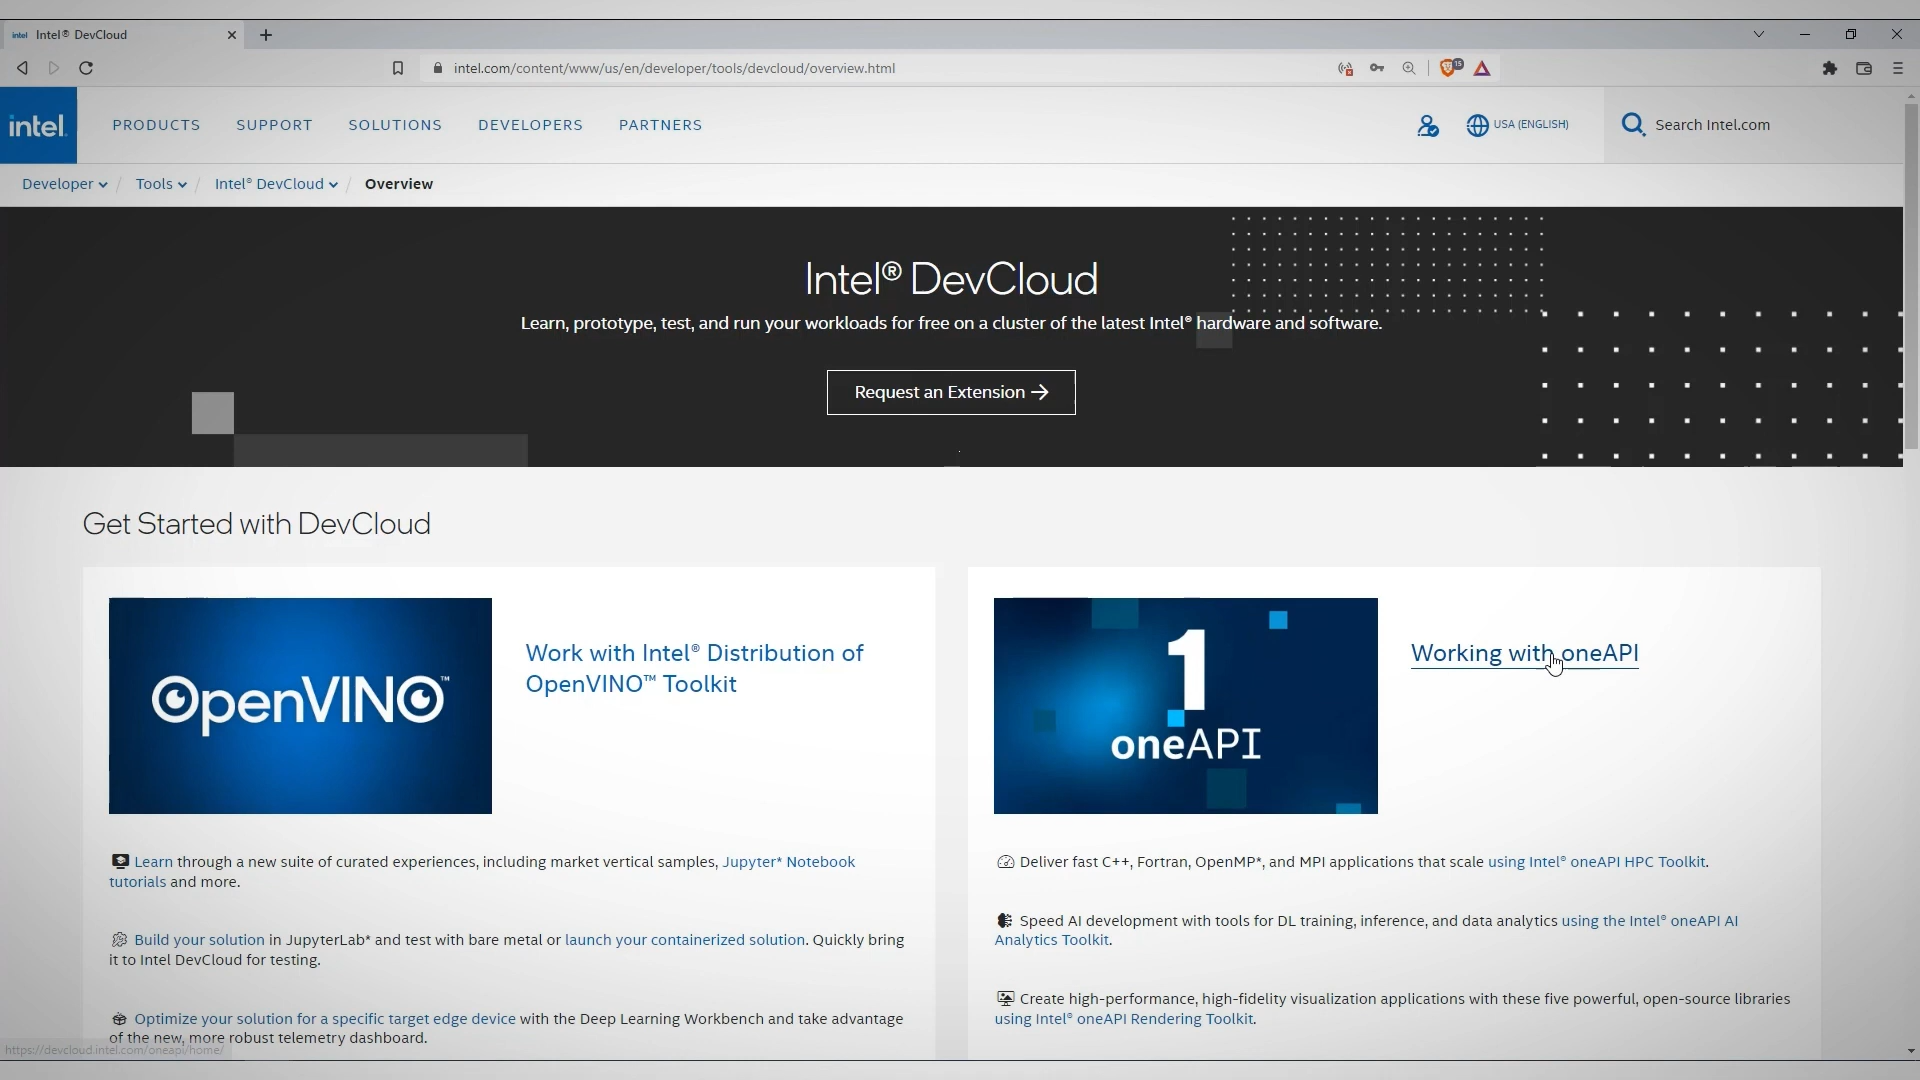 intel Intel® DevCloud
intel.com/content/www/us/en/developer/tools/devcloud/overview.html
15
intel.
PRODUCTS SUPPORT SOLUTIONS DEVELOPERS PARTNERS
USA (ENGLISH)
Search Intel.com
Developer / Tools / Intel® DevCloud / Overview
Intel® DevCloud
Learn, prototype, test, and run your workloads for free on a cluster of the latest Intel® hardware and software.
Request an Extension →
Get Started with DevCloud
OpenVINO™
Work with Intel® Distribution of
OpenVINO™ Toolkit
Learn through a new suite of curated experiences, including market vertical samples, Jupyter* Notebook
tutorials and more.
Build your solution in JupyterLab* and test with bare metal or launch your containerized solution. Quickly bring
it to Intel DevCloud for testing.
Optimize your solution for a specific target edge device with the Deep Learning Workbench and take advantage
of the new, more robust telemetry dashboard.
1
oneAPI
Working with oneAPI
Deliver fast C++, Fortran, OpenMP*, and MPI applications that scale using Intel® oneAPI HPC Toolkit.
Speed AI development with tools for DL training, inference, and data analytics using the Intel® oneAPI AI
Analytics Toolkit.
Create high-performance, high-fidelity visualization applications with these five powerful, open-source libraries
using Intel® oneAPI Rendering Toolkit.
https://devcloud.intel.com/oneapi/home/